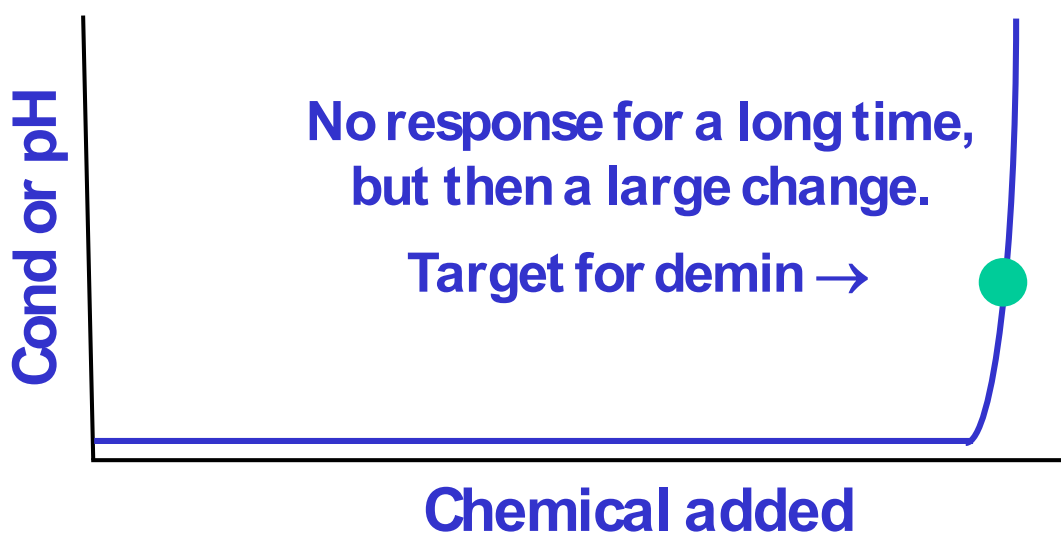 Cond or pH
No response for a long time,
but then a large change.
Target for demin →
Chemical added